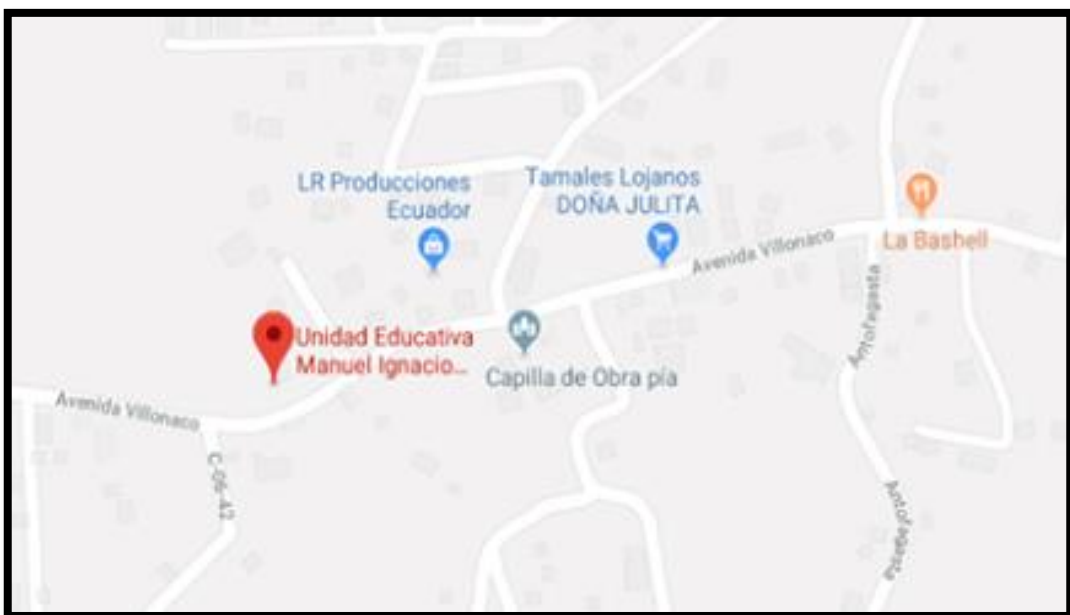 LR Producciones
Ecuador
Tamales Lojanos
DOÑA JULITA
Avenida Villonaco
La Bashell
Antofagasta
Unidad Educativa
Manuel Ignacio...
Capilla de Obra pía
Avenida Villonaco
C-06-42
Antofagasta